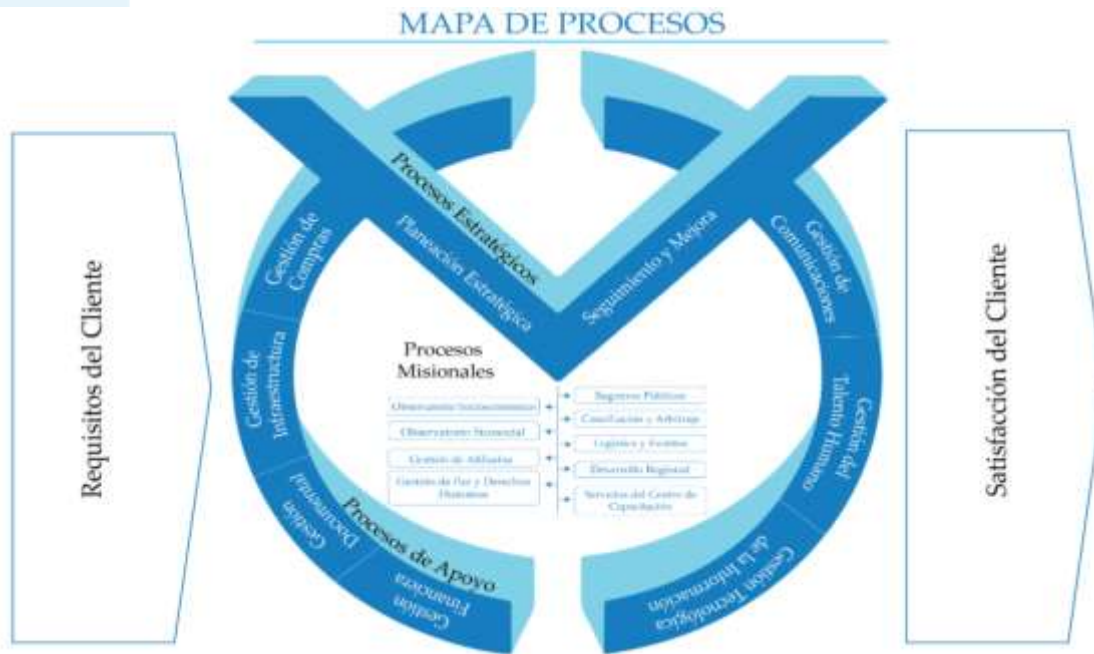 MAPA DE PROCESOS
Requisitos del Cliente
Procesos Estratégicos
Planeación Estratégica
Seguimiento y Mejora
Gestión de
Compras
Gestión de
Infraestructura
Gestión
Documental
Gestión
Financiera
Procesos de Apoyo
Gestión de
Comunicaciones
Gestión del
Talento Humano
Gestión Tecnológica
de la Información
Procesos
Misionales
Observatorio Socioeconómico
Observatorio
Gestión de Afiliados
Gestión de Paz y Derechos
Humanos
Registros Públicos
Conciliación y Arbitraje
Logística y Eventos
Desarrollo Regional
Servicios del Centro de
Capacitación
Satisfacción del Cliente